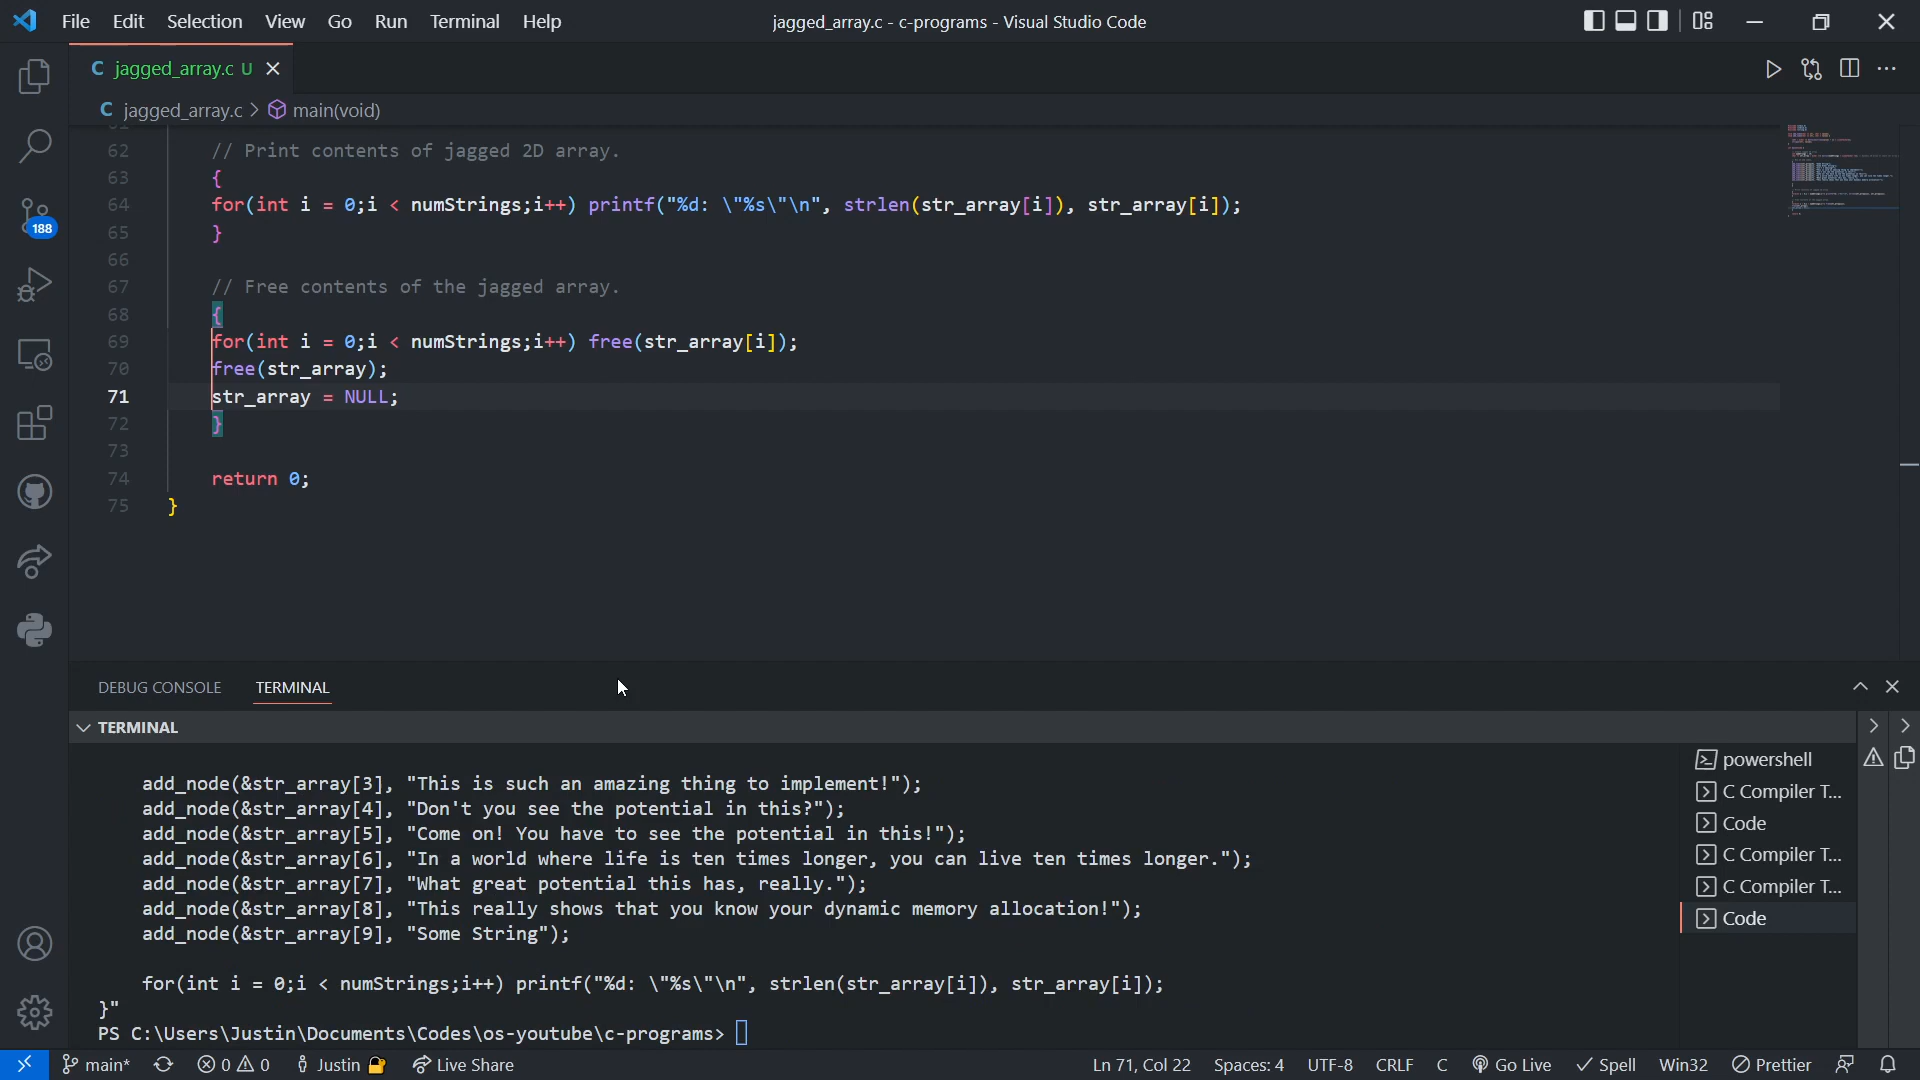 File Edit Selection View Go Run Terminal Help
jagged_array.c - c-programs - Visual Studio Code
C jagged_array.c U
C jagged_array.c > main(void)
62 // Print contents of jagged 2D array.
63 {
64 for(int i = 0;i < numStrings;i++) printf("%d: \"%s\"\n", strlen(str_array[i]), str_array[i]);
65 }
66
67 // Free contents of the jagged array.
68 {
69 for(int i = 0;i < numStrings;i++) free(str_array[i]);
70 free(str_array);
71 str_array = NULL;
72 }
73
74 return 0;
75 }
188
DEBUG CONSOLE TERMINAL
TERMINAL
add_node(&str_array[3], "This is such an amazing thing to implement!");
add_node(&str_array[4], "Don't you see the potential in this?");
add_node(&str_array[5], "Come on! You have to see the potential in this!");
add_node(&str_array[6], "In a world where life is ten times longer, you can live ten times longer.");
add_node(&str_array[7], "What great potential this has, really.");
add_node(&str_array[8], "This really shows that you know your dynamic memory allocation!");
add_node(&str_array[9], "Some String");
for(int i = 0;i < numStrings;i++) printf("%d: \"%s\"\n", strlen(str_array[i]), str_array[i]);
}"
PS C:\Users\Justin\Documents\Codes\os-youtube\c-programs>
powershell
C Compiler T...
Code
C Compiler T...
C Compiler T...
Code
main* 0 0 Justin Live Share Ln 71, Col 22 Spaces: 4 UTF-8 CRLF C Go Live Spell Win32 Prettier